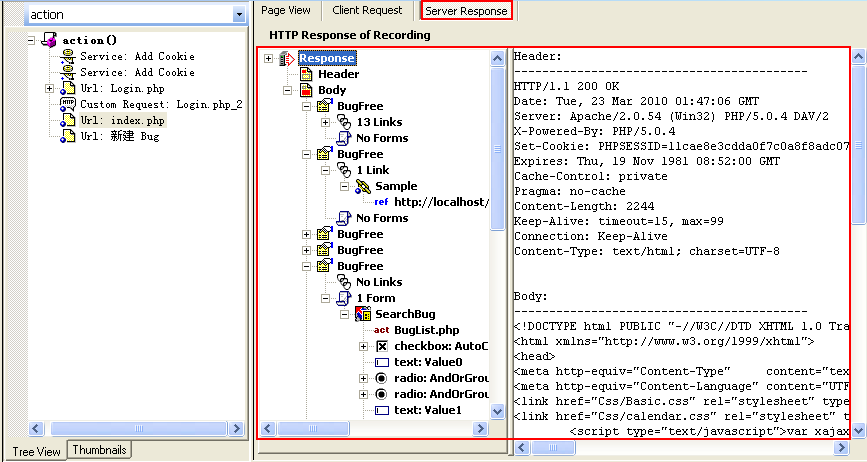 action
action()
Service: Add Cookie
Service: Add Cookie
Url: Login.php
Custom Request: Login.php_2
Url: index.php
Url: 新建 Bug
Tree View
Thumbnails
Page View
Client Request
Server Response
HTTP Response of Recording
Response
Header
Body
BugFree
13 Links
No Forms
BugFree
1 Link
Sample
ref http://localhost/
No Forms
BugFree
BugFree
BugFree
No Links
1 Form
SearchBug
act BugList.php
checkbox: AutoC
text: Value0
radio: AndOrGrou
radio: AndOrGrou
text: Value1
Header:
----------------------------------------
HTTP/1.1 200 OK
Date: Tue, 23 Mar 2010 01:47:06 GMT
Server: Apache/2.0.54 (Win32) PHP/5.0.4 DAV/2
X-Powered-By: PHP/5.0.4
Set-Cookie: PHPSESSID=11cae8e3cdda0f7c0a8f8adc07
Expires: Thu, 19 Nov 1981 08:52:00 GMT
Cache-Control: private
Pragma: no-cache
Content-Length: 2244
Keep-Alive: timeout=15, max=99
Connection: Keep-Alive
Content-Type: text/html; charset=UTF-8
Body:
----------------------------------------
<!DOCTYPE html PUBLIC "-//W3C//DTD XHTML 1.0 Tra
<html xmlns="http://www.w3.org/1999/xhtml">
<head>
<meta http-equiv="Content-Type" content="tex
<meta http-equiv="Content-Language" content="UTF
<link href="Css/Basic.css" rel="stylesheet" type
<link href="Css/calendar.css" rel="stylesheet" t
<script type="text/javascript">var xajax